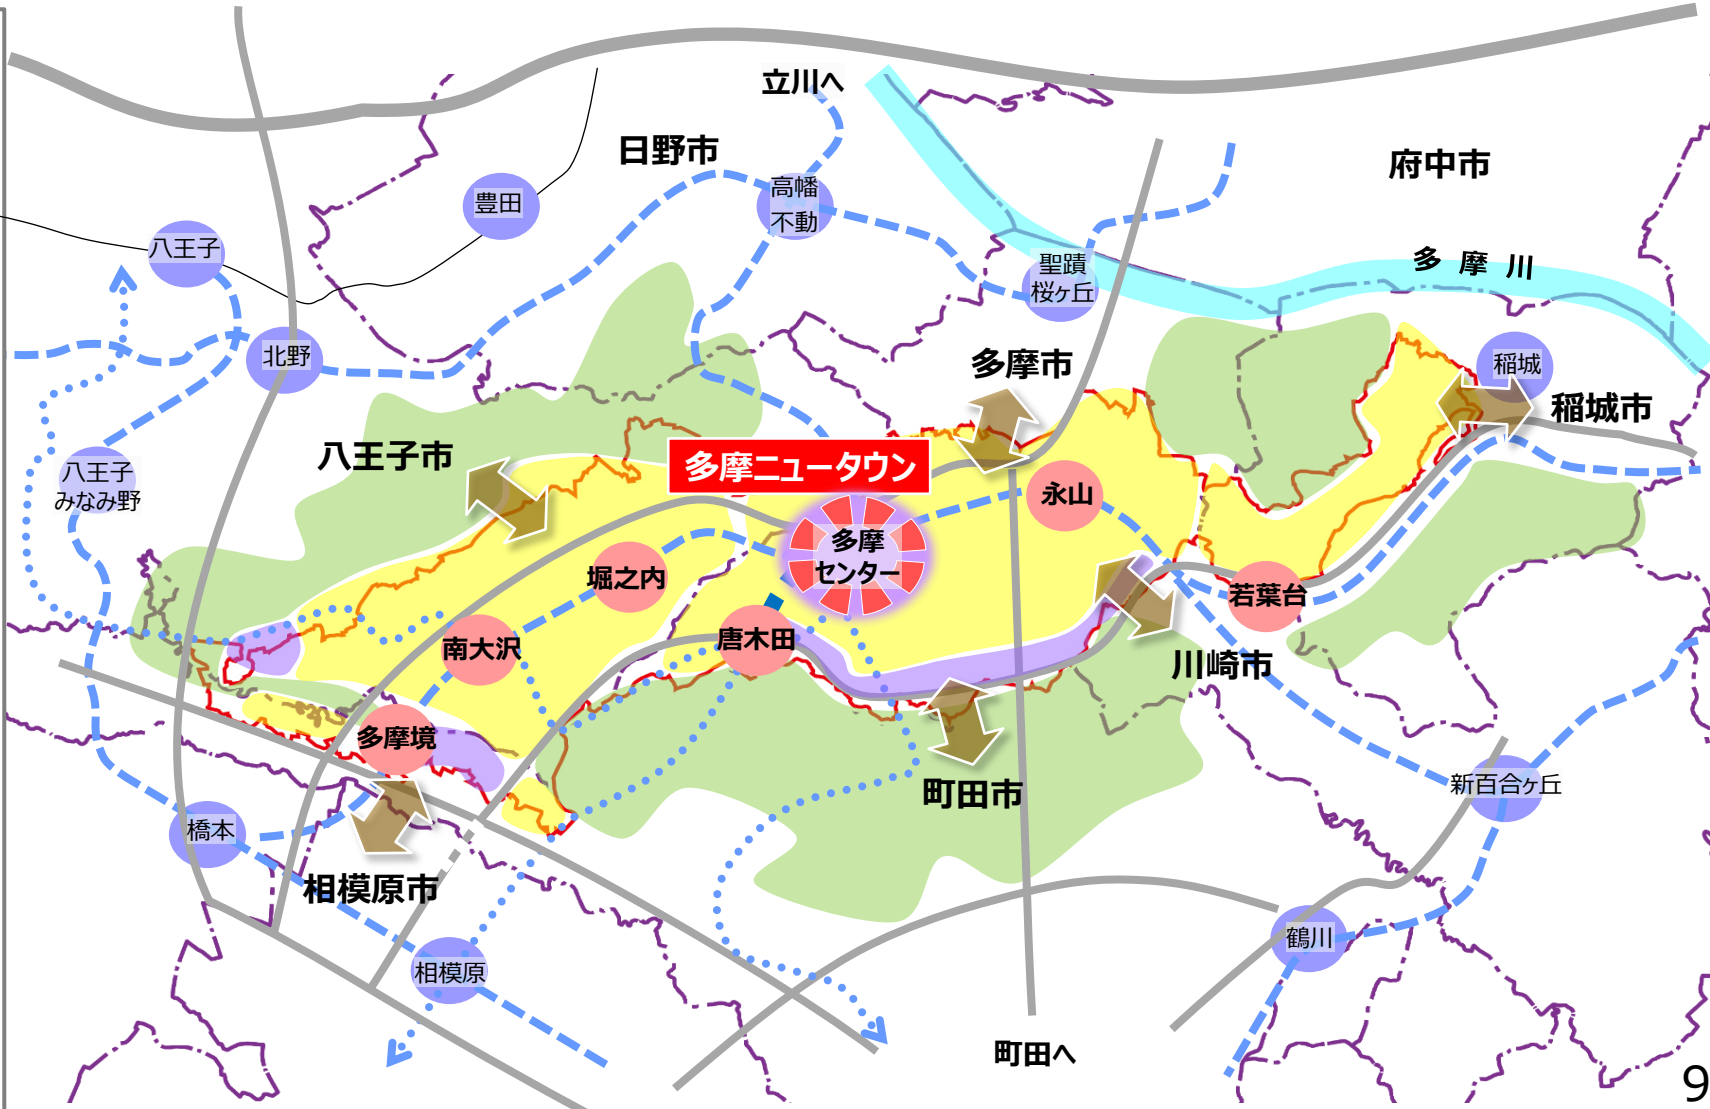 立川へ
日野市
府中市
高幡
不動
豊田
八王子
聖蹟
桜ヶ丘
多摩川
北野
多摩市
稲城
稲城市
八王子市
多摩ニュータウン
八王子
みなみ野
永山
多摩
センター
堀之内
若葉台
南大沢
唐木田
川崎市
多摩境
町田市
新百合ヶ丘
橋本
相模原市
鶴川
相模原
町田へ
9